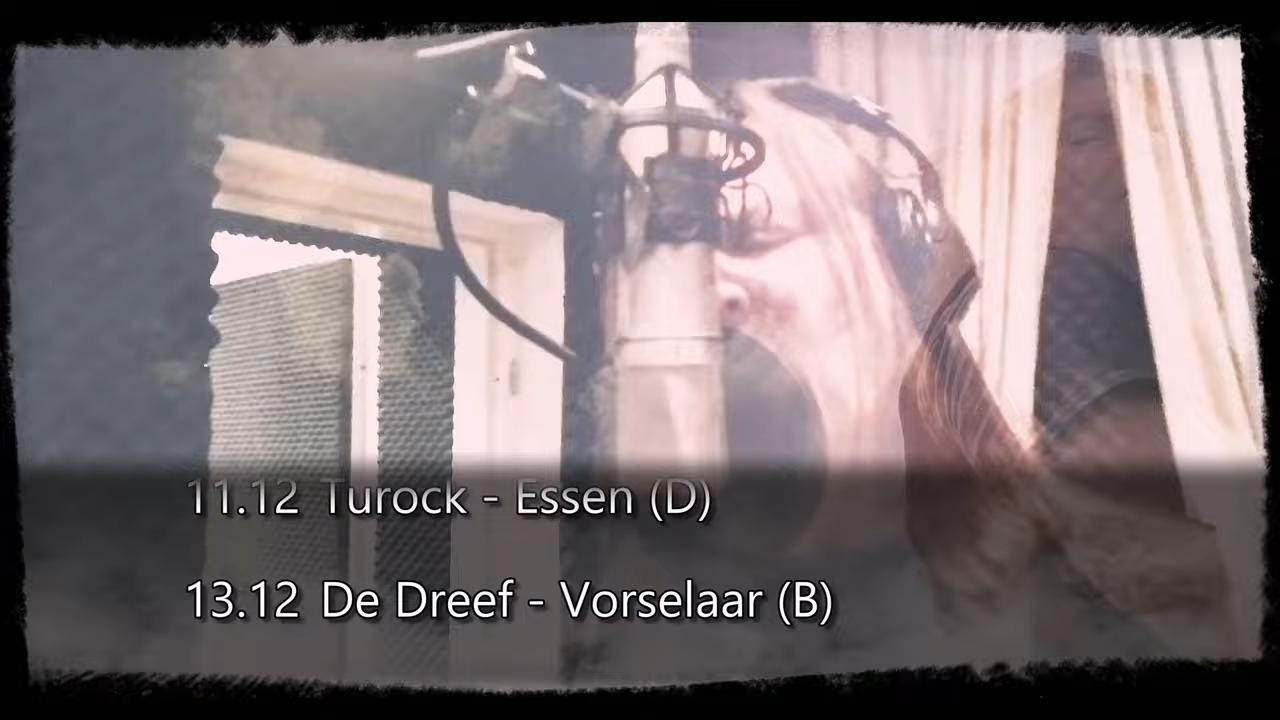 11.12 Turock - Essen (D)
13.12 De Dreef - Vorselaar (B)